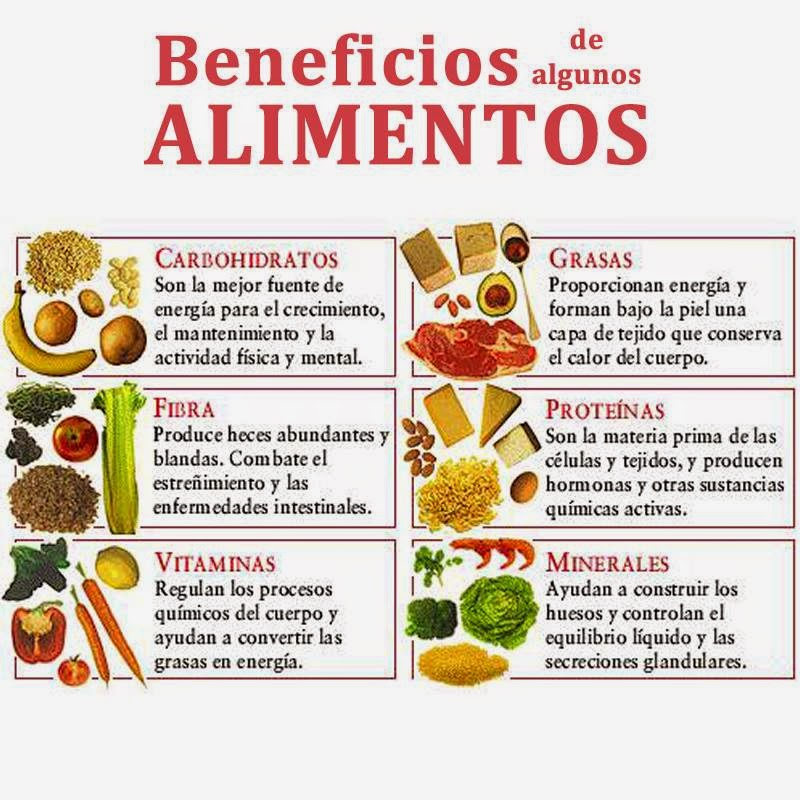 Beneficios de algunos
ALIMENTOS
CARBOHIDRATOS
Son la mejor fuente de
energía para el crecimiento,
el mantenimiento y la
actividad física y mental.
GRASAS
Proporcionan energía y
forman bajo la piel una
capa de tejido que conserva
el calor del cuerpo.
FIBRA
Produce heces abundantes y
blandas. Combate el
estreñimiento y las
enfermedades intestinales.
PROTEÍNAS
Son la materia prima de las
células y tejidos, y producen
hormonas y otras sustancias
químicas activas.
VITAMINAS
Regulan los procesos
químicos del cuerpo y
ayudan a convertir las
grasas en energía.
MINERALES
Ayudan a construir los
huesos y controlan el
equilibrio líquido y las
secreciones glandulares.